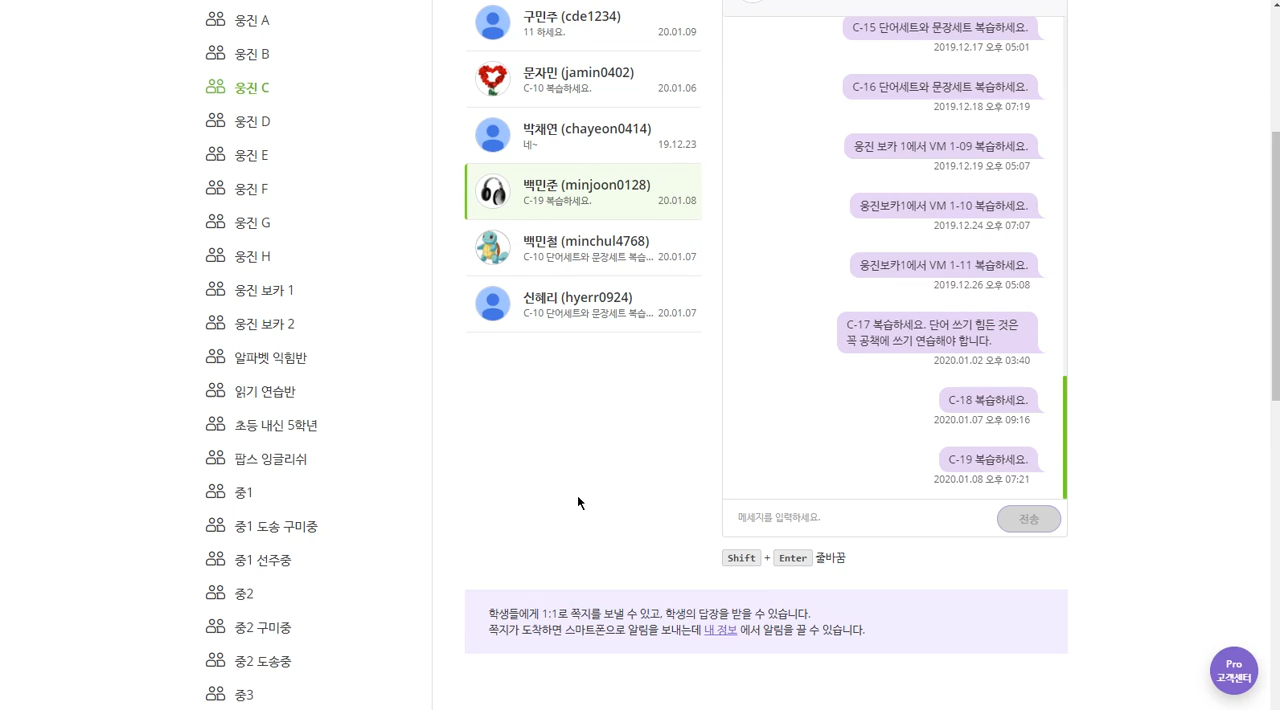 웅진 A
웅진 B
웅진 C
웅진 D
웅진 E
웅진 F
웅진 G
웅진 H
웅진 보카 1
웅진 보카 2
알파벳 익힘반
읽기 연습반
초등 내신 5학년
팝스 잉글리쉬
중1
중1 도송 구미중
중1 선주중
중2
중2 구미중
중2 도송중
중3
구민주 (cde1234)
11 하세요. 20.01.09
문자민 (jamin0402)
C-10 복습하세요. 20.01.06
박채연 (chayeon0414)
네~ 19.12.23
백민준 (minjoon0128)
C-19 복습하세요. 20.01.08
백민철 (minchul4768)
C-10 단어세트와 문장세트 복습... 20.01.07
신혜리 (hyerr0924)
C-10 단어세트와 문장세트 복습... 20.01.07
C-15 단어세트와 문장세트 복습하세요.
2019.12.17 오후 05:01
C-16 단어세트와 문장세트 복습하세요.
2019.12.18 오후 07:19
웅진 보카 1에서 VM 1-09 복습하세요.
2019.12.19 오후 05:07
웅진보카1에서 VM 1-10 복습하세요.
2019.12.24 오후 07:07
웅진보카1에서 VM 1-11 복습하세요.
2019.12.26 오후 05:08
C-17 복습하세요. 단어 쓰기 힘든 것은
꼭 공책에 쓰기 연습해야 합니다.
2020.01.02 오후 03:40
C-18 복습하세요.
2020.01.07 오후 09:16
C-19 복습하세요.
2020.01.08 오후 07:21
메세지를 입력하세요. 전송
Shift + Enter 줄바꿈
학생들에게 1:1로 쪽지를 보낼 수 있고, 학생의 답장을 받을 수 있습니다.
쪽지가 도착하면 스마트폰으로 알림을 보내는데 내 정보 에서 알림을 끌 수 있습니다.
Pro
고객센터